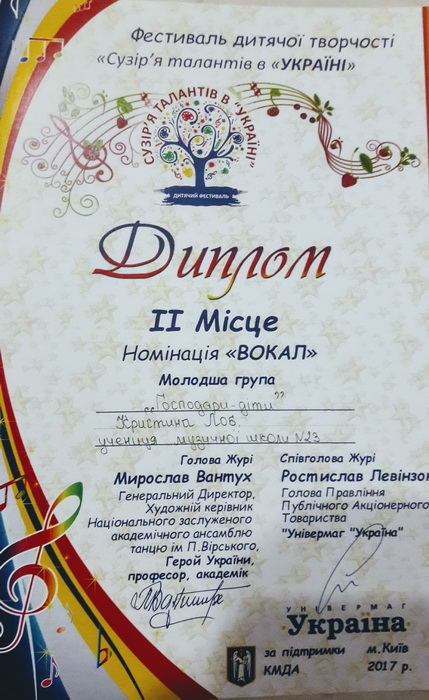 Фестиваль дитячої творчості
«Сузір'я талантів в «УКРАЇНІ»
СУЗІР'Я ТАЛАНТІВ В "УКРАЇНІ"
ДИТЯЧИЙ ФЕСТИВАЛЬ
Диплом
II Місце
Номінація «ВОКАЛ»
Молодша група
"Господари-діти"
Кристина Лоб,
учениця музичної школи №23
Голова Журі
Мирослав Вантух
Генеральний Директор,
Художній керівник
Національного заслуженого
академічного ансамблю
танцю ім П.Вірського,
Герой України,
професор, академік
Співголова Журі
Ростислав Левінзон
Голова Правління
Публічного Акціонерного
Товариства
"Універмаг "Україна"
УНІВЕРМАГ
Україна
за підтримки м.Київ
КМДА 2017 р.